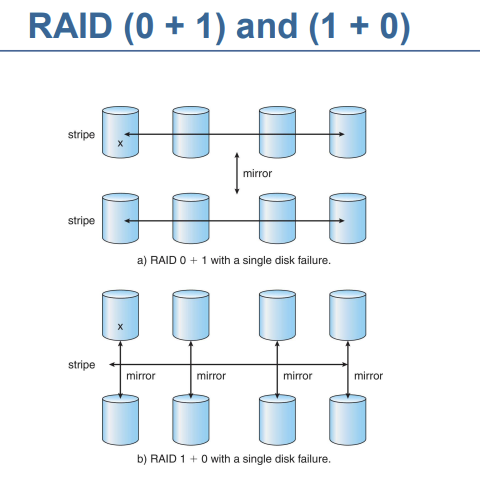 RAID (0 + 1) and (1 + 0)
stripe
x
mirror
stripe
a) RAID 0 + 1 with a single disk failure.
x
stripe
mirror mirror mirror mirror
b) RAID 1 + 0 with a single disk failure.